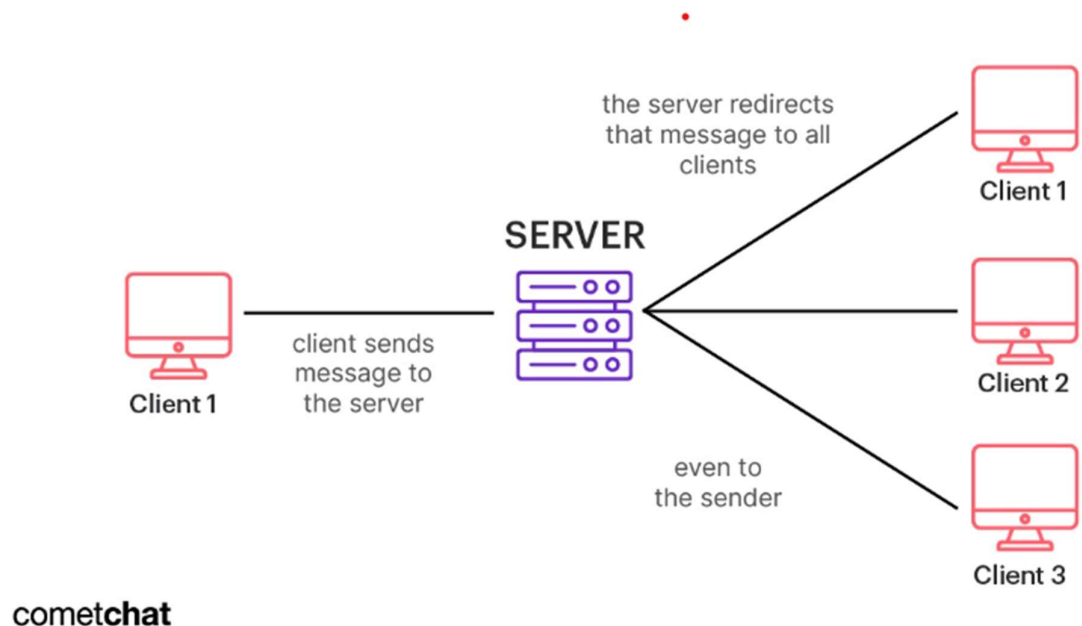 the server redirects
that message to all
clients
Client 1
SERVER
client sends
message to
the server
Client 1
Client 2
even to
the sender
Client 3
cometchat